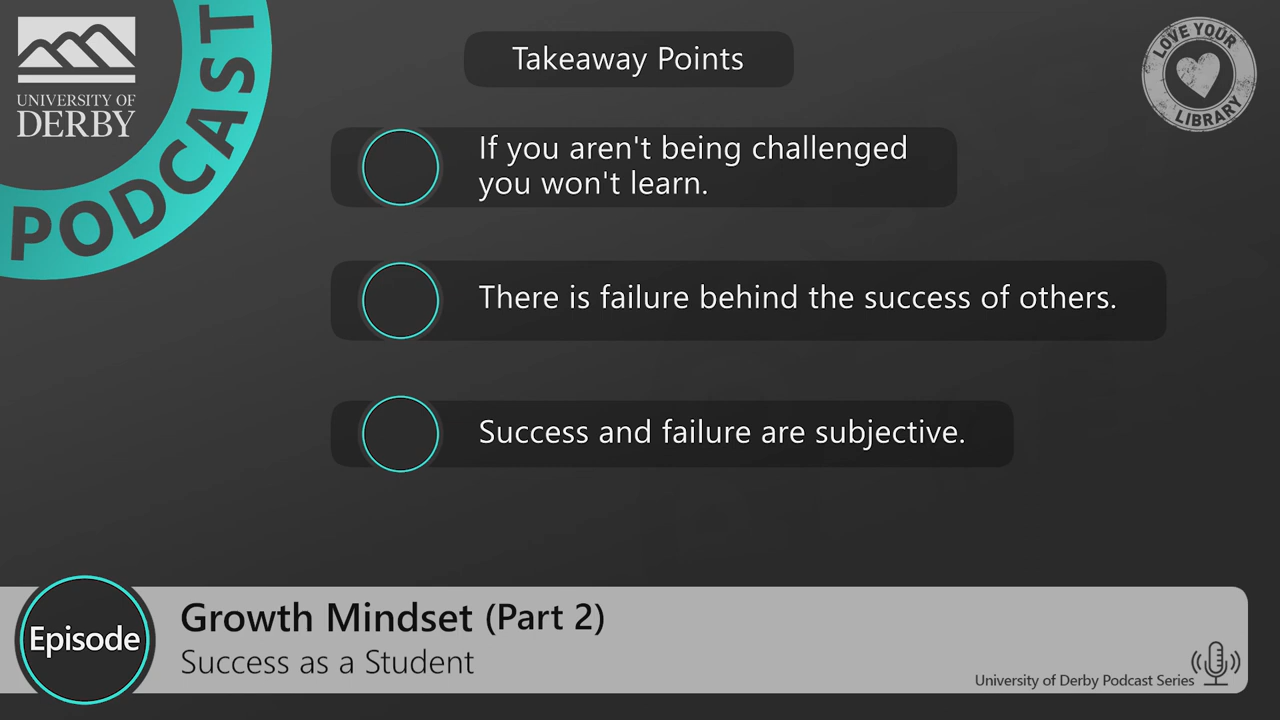 UNIVERSITY OF
DERBY
PODCAST
Takeaway Points
LOVE YOUR
LIBRARY
If you aren't being challenged
you won't learn.
There is failure behind the success of others.
Success and failure are subjective.
Episode
Growth Mindset (Part 2)
Success as a Student
University of Derby Podcast Series